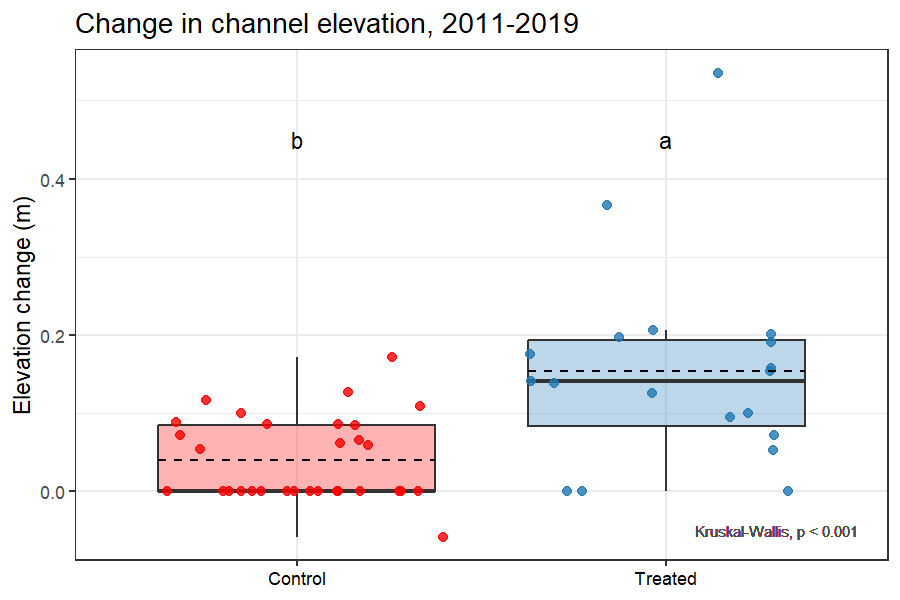 Change in channel elevation, 2011-2019
b
a
Elevation change (m)
0.4
0.2
0.0
Kruskal-Wallis, p < 0.001
Control
Treated